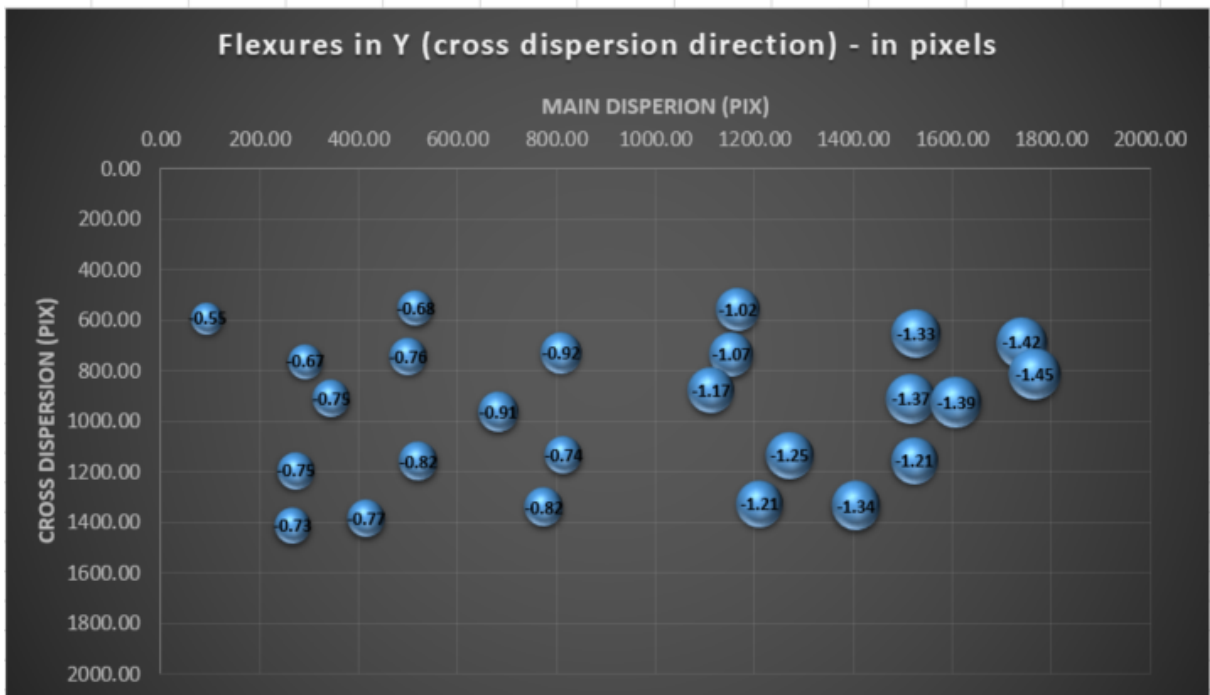 Flexures in Y (cross dispersion direction) - in pixels
MAIN DISPERION (PIX)
0.00 200.00 400.00 600.00 800.00 1000.00 1200.00 1400.00 1600.00 1800.00 2000.00
CROSS DISPERSION (PIX)
0.00
200.00
400.00
600.00
800.00
1000.00
1200.00
1400.00
1600.00
1800.00
2000.00
-0.55 -0.68 -1.02
-1.33
-0.67 -0.76 -0.92 -1.07 -1.42
-1.45
-0.75 -0.91 -1.17 -1.37 -1.39
-0.75 -0.82 -0.74 -1.25 -1.21
-0.73 -0.77 -0.82 -1.21 -1.34